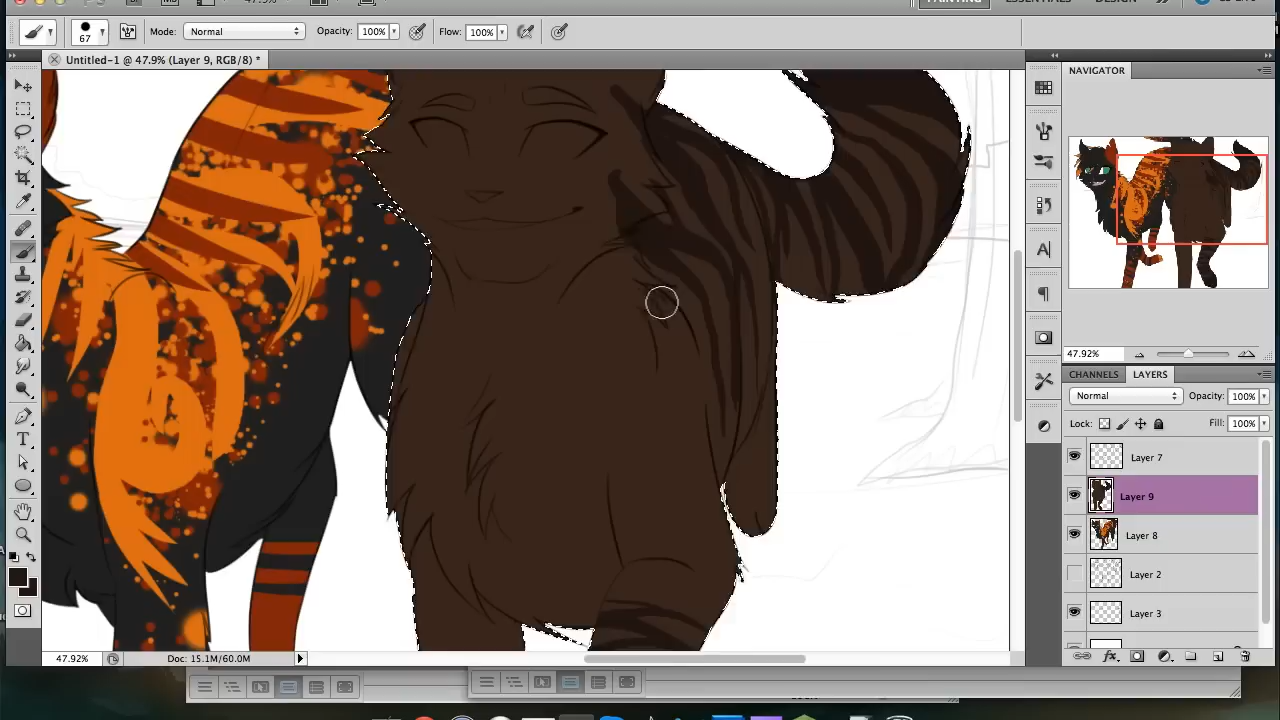 67
Mode:
Normal
Opacity:
100%
Flow:
100%
Untitled-1 @ 47.9% (Layer 9, RGB/8) *
NAVIGATOR
47.92%
CHANNELS
LAYERS
Normal
Opacity:
100%
Lock:
Fill:
100%
Layer 7
Layer 9
Layer 8
Layer 2
Layer 3
47.92%
Doc: 15.1M/60.0M